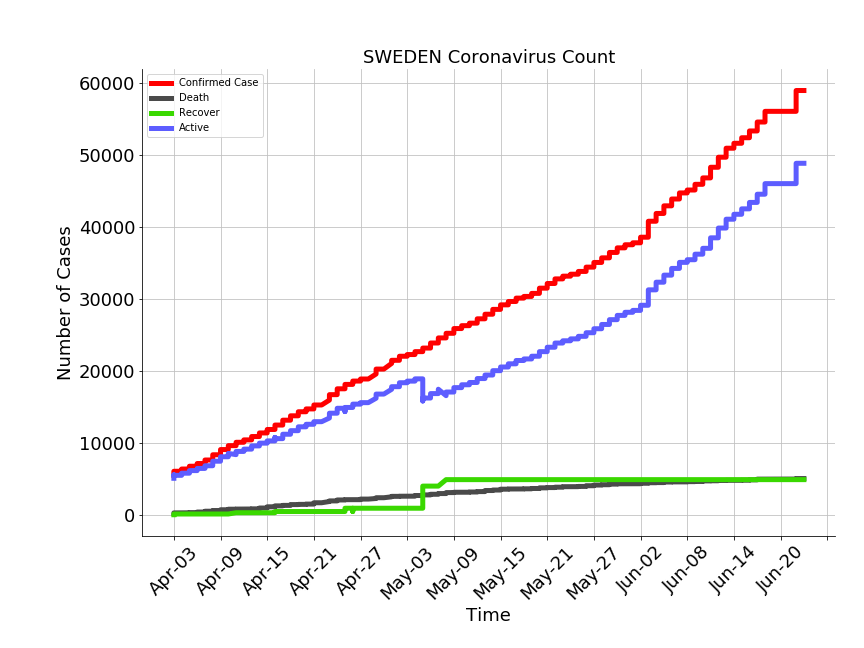 SWEDEN Coronavirus Count
Confirmed Case
Death
Recover
Active
Number of Cases
60000
50000
40000
30000
20000
10000
0
Apr-03
Apr-09
Apr-15
Apr-21
Apr-27
May-03
May-09
May-15
May-21
May-27
Jun-02
Jun-08
Jun-14
Jun-20
Time